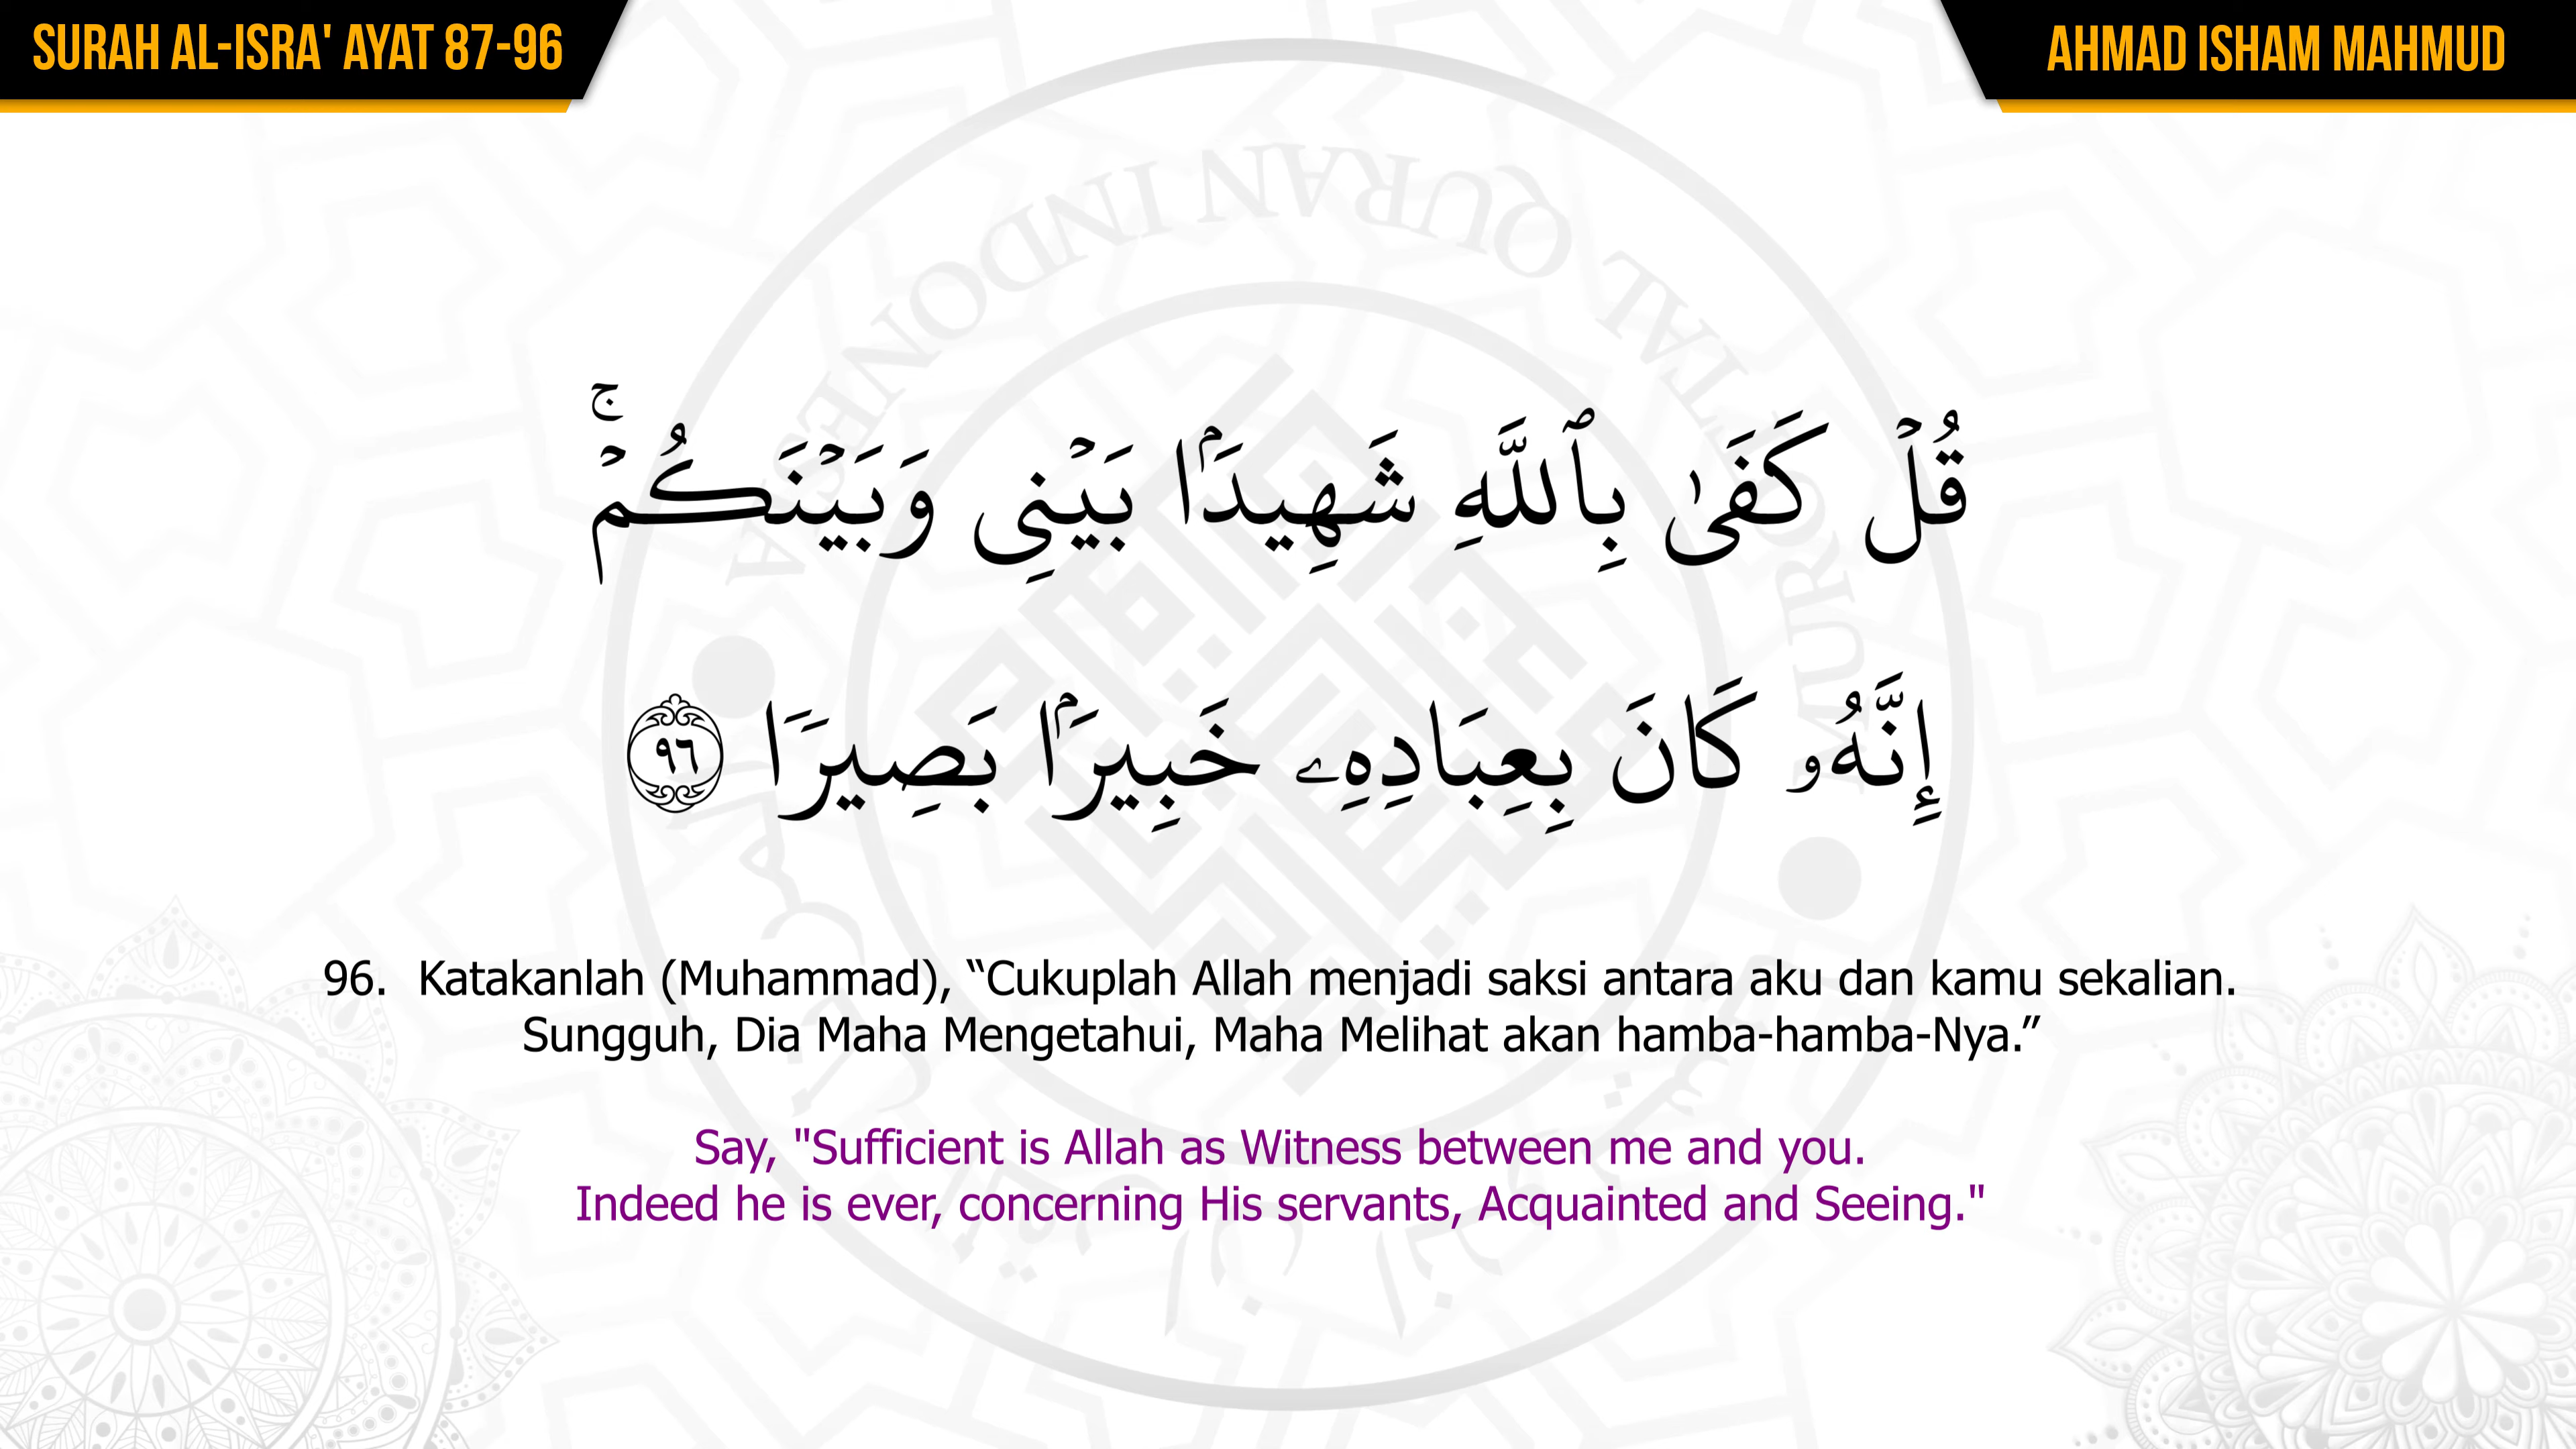 SURAH AL-ISRA' AYAT 87-96
AHMAD ISHAM MAHMUD
قُلۡ كَفَىٰ بِٱللَّهِ شَهِيدَۢا بَيۡنِي وَبَيۡنَكُمۡۚ
إِنَّهُۥ كَانَ بِعِبَادِهِۦ خَبِيرَۢا بَصِيرٗا ٩٦
96. Katakanlah (Muhammad), “Cukuplah Allah menjadi saksi antara aku dan kamu sekalian.
Sungguh, Dia Maha Mengetahui, Maha Melihat akan hamba-hamba-Nya.”
Say, "Sufficient is Allah as Witness between me and you.
Indeed he is ever, concerning His servants, Acquainted and Seeing."